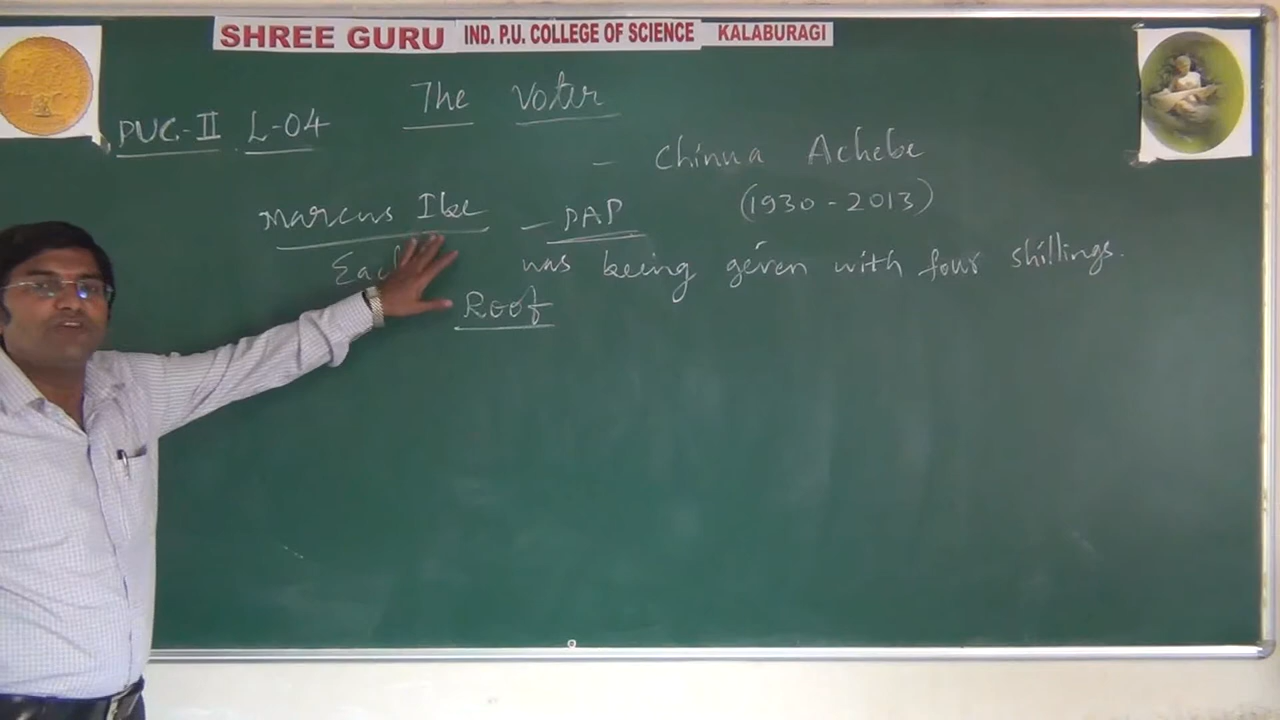 SHREE GURU IND. P.U. COLLEGE OF SCIENCE KALABURAGI
The Voter
PUC-II L-04
- Chinua Achebe
(1930-2013)
Marcus Ibe - PAP
Each was being given with four shillings.
Roof